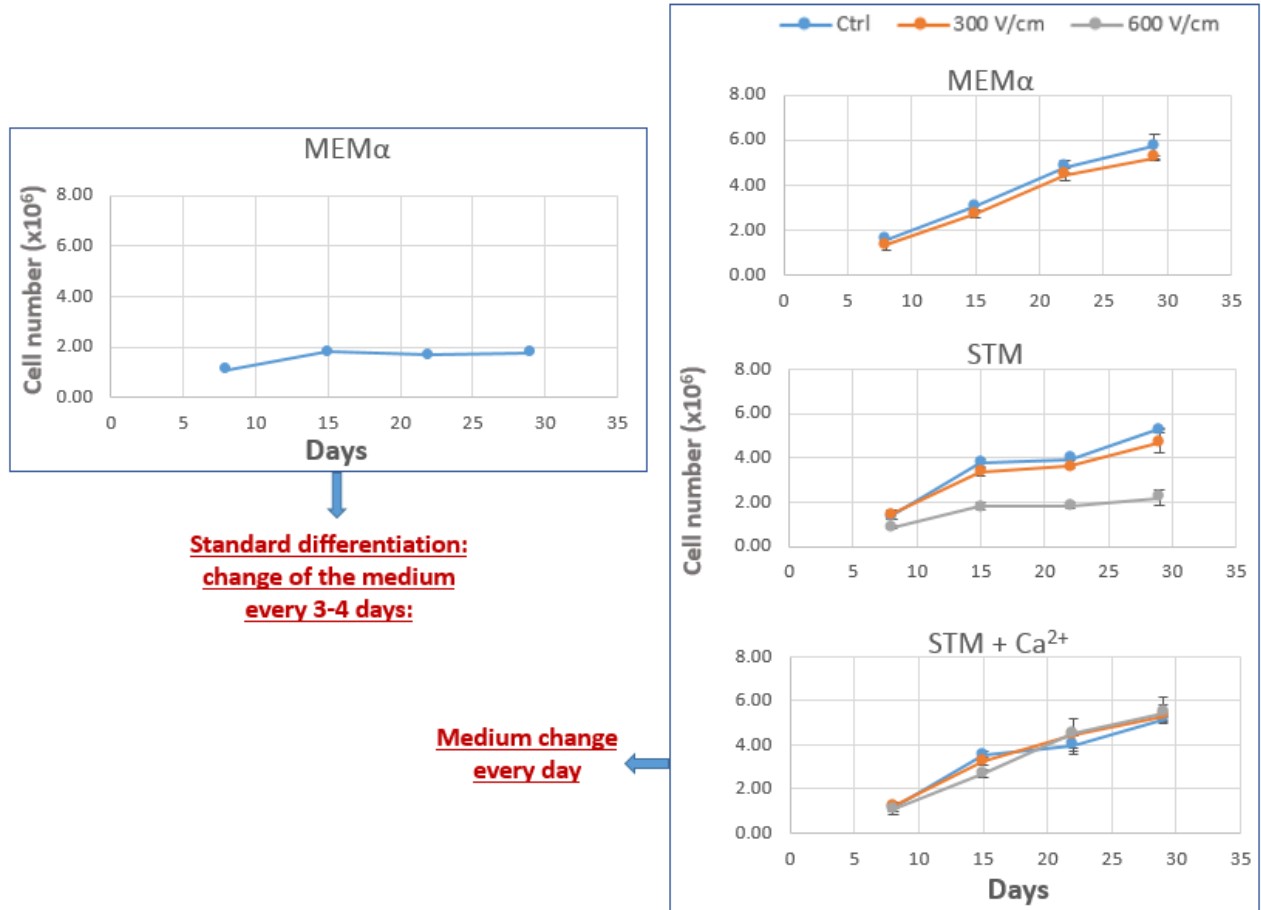 MEMα
Cell number (x10⁶)
8.00
6.00
4.00
2.00
0.00
0 5 10 15 20 25 30 35
Days
Standard differentiation:
change of the medium
every 3-4 days:
Medium change
every day
Ctrl 300 V/cm 600 V/cm
MEMα
8.00
6.00
4.00
2.00
0.00
0 5 10 15 20 25 30 35
STM
Cell number (x10⁶)
8.00
6.00
4.00
2.00
0.00
0 5 10 15 20 25 30 35
STM + Ca²⁺
8.00
6.00
4.00
2.00
0.00
0 5 10 15 20 25 30 35
Days